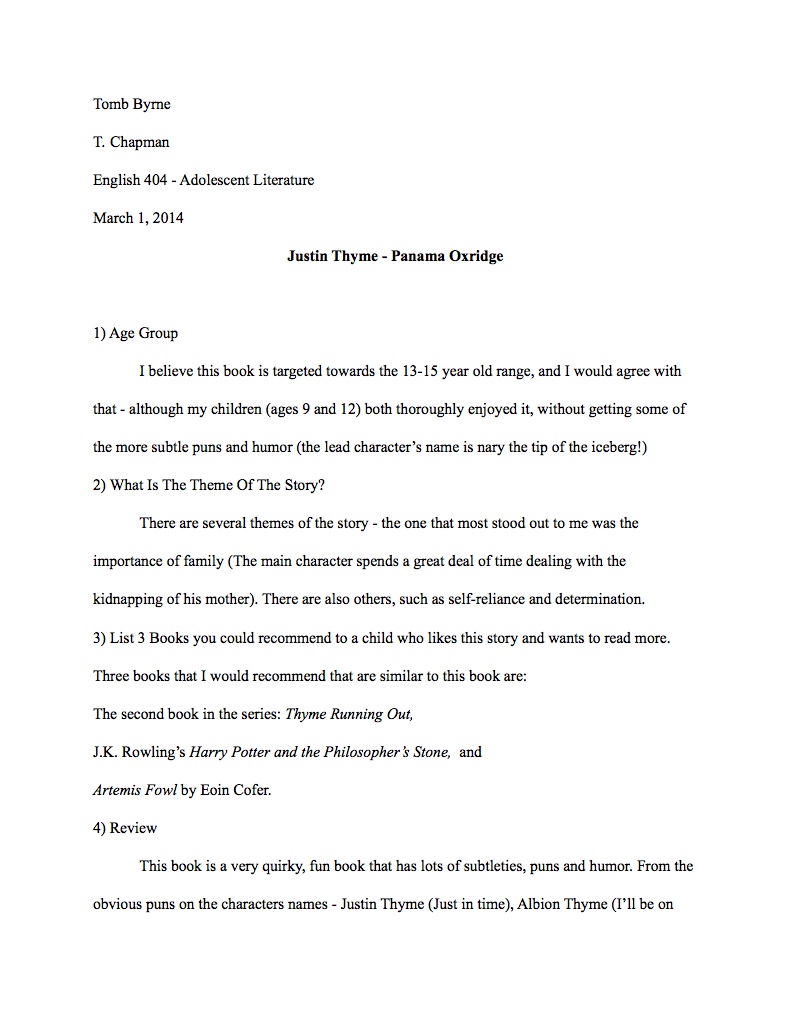 Tomb Byrne
T. Chapman
English 404 - Adolescent Literature
March 1, 2014
Justin Thyme - Panama Oxridge
1) Age Group
I believe this book is targeted towards the 13-15 year old range, and I would agree with
that - although my children (ages 9 and 12) both thoroughly enjoyed it, without getting some of
the more subtle puns and humor (the lead character’s name is nary the tip of the iceberg!)
2) What Is The Theme Of The Story?
There are several themes of the story - the one that most stood out to me was the
importance of family (The main character spends a great deal of time dealing with the
kidnapping of his mother). There are also others, such as self-reliance and determination.
3) List 3 Books you could recommend to a child who likes this story and wants to read more.
Three books that I would recommend that are similar to this book are:
The second book in the series: Thyme Running Out,
J.K. Rowling’s Harry Potter and the Philosopher’s Stone, and
Artemis Fowl by Eoin Cofer.
4) Review
This book is a very quirky, fun book that has lots of subtleties, puns and humor. From the
obvious puns on the characters names - Justin Thyme (Just in time), Albion Thyme (I’ll be on